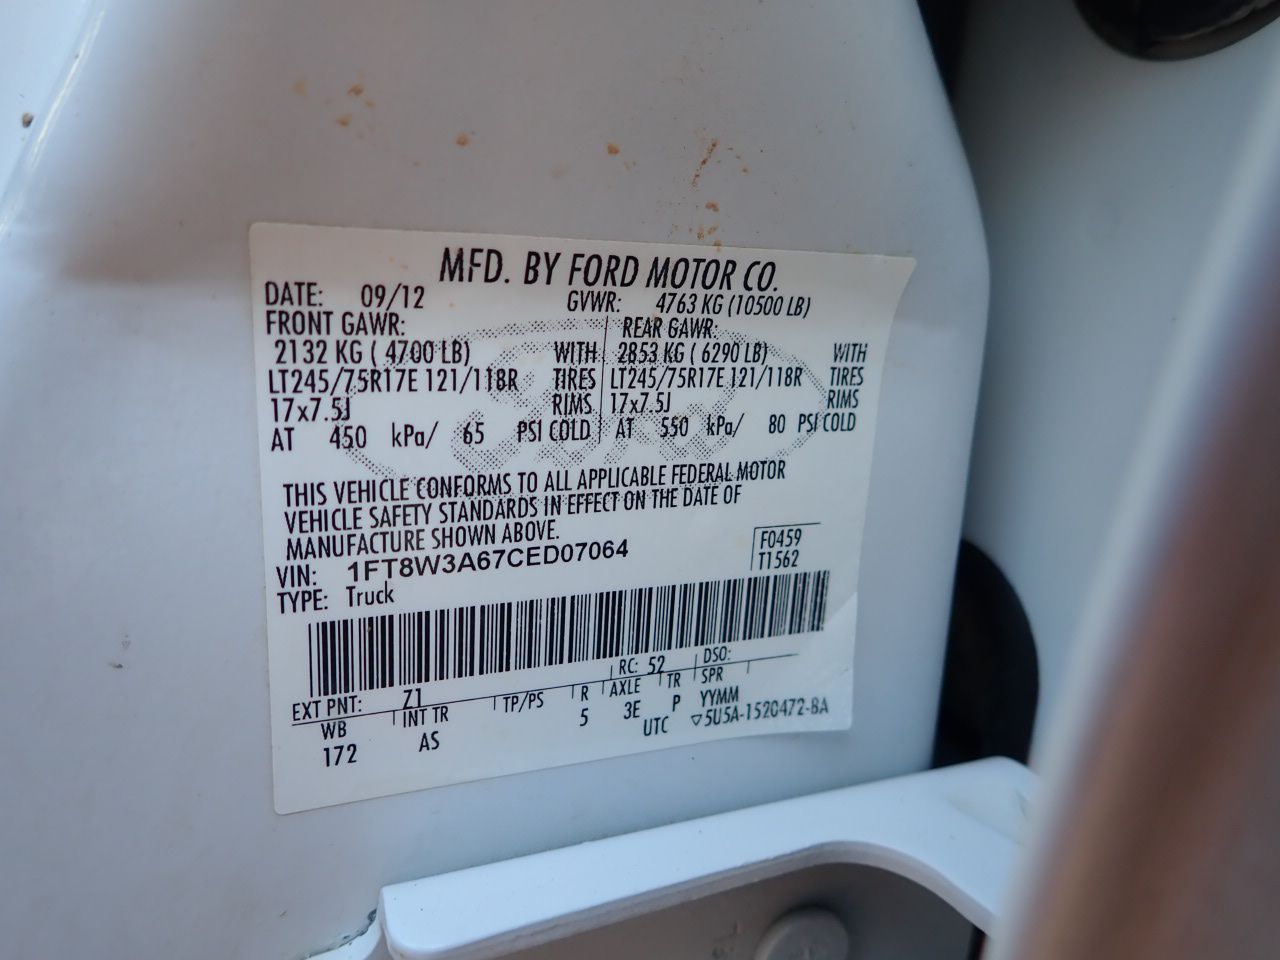 MFD. BY FORD MOTOR CO.
DATE: 09/12 GVWR: 4763 KG (10500 LB)
FRONT GAWR: REAR GAWR:
2132 KG ( 4700 LB) WITH 2853 KG ( 6290 LB) WITH
LT245/75R17E 121/118R TIRES LT245/75R17E 121/118R TIRES
17x7.5J RIMS 17x7.5J RIMS
AT 450 kPa/ 65 PSI COLD AT 550 kPa/ 80 PSI COLD
THIS VEHICLE CONFORMS TO ALL APPLICABLE FEDERAL MOTOR
VEHICLE SAFETY STANDARDS IN EFFECT ON THE DATE OF
MANUFACTURE SHOWN ABOVE.
VIN: 1FT8W3A67CED07064 F0459
TYPE: Truck T1562
EXT PNT: Z1 RC: 52 DSO:
WB INT TR TP/PS R AXLE TR SPR
172 AS 5 3E P YYMM
UTC ▽5U5A-1520472-BA